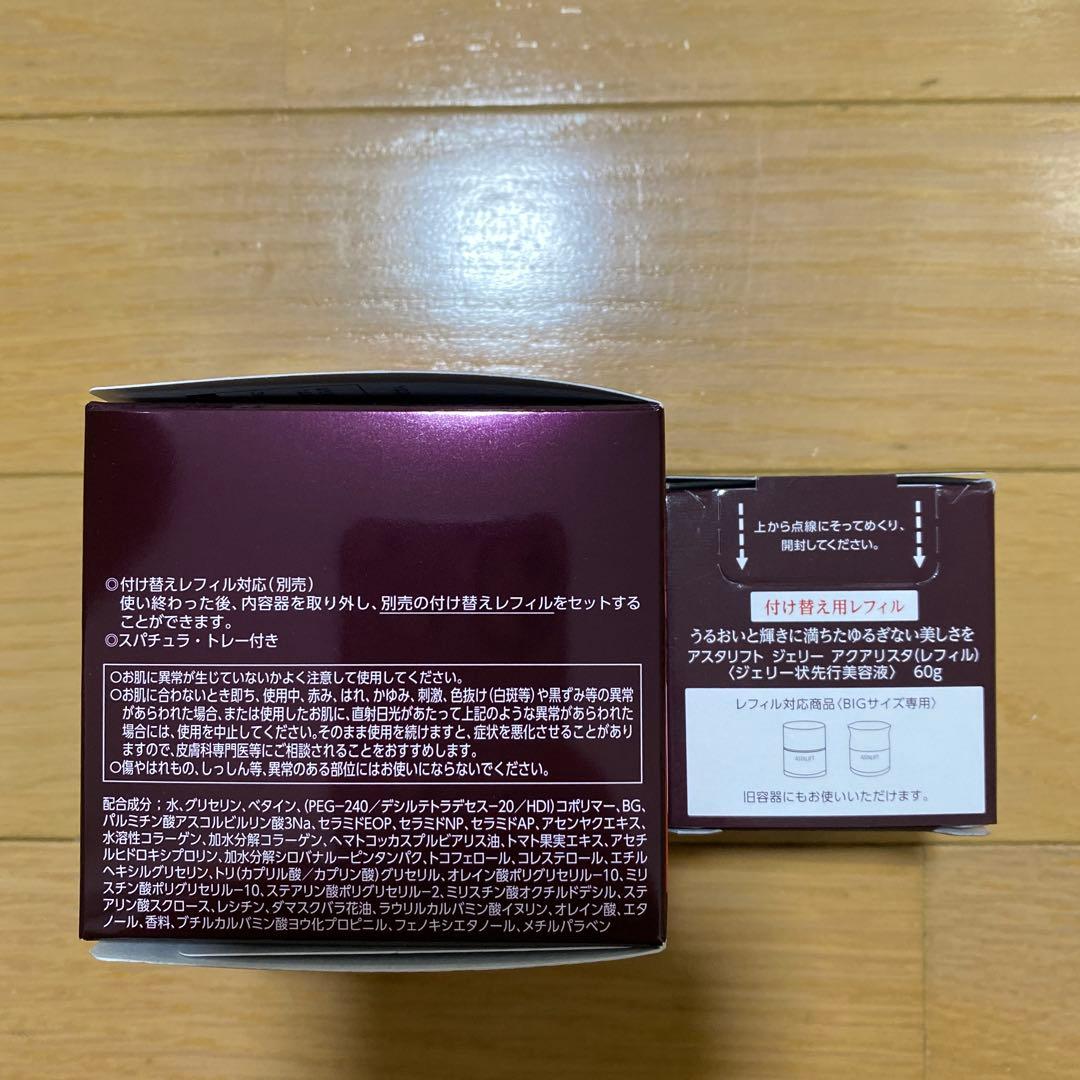 ◎付け替えレフィル対応（別売）
使い終わった後、内容器を取り外し、別売の付け替えレフィルをセットする
ことができます。
◎スパチュラ・トレー付き
○お肌に異常が生じていないかよく注意して使用してください。
○お肌に合わないとき即ち、使用中、赤み、はれ、かゆみ、刺激、色抜け（白斑等）や黒ずみ等の異常
があらわれた場合、または使用したお肌に、直射日光があたって上記のような異常があらわれた
場合には、使用を中止してください。そのまま使用を続けますと、症状を悪化させることがあり
ますので、皮膚科専門医等にご相談されることをおすすめします。
○傷やはれもの、しっしん等、異常のある部位にはお使いにならないでください。
配合成分；水、グリセリン、ベタイン、（PEG−240／デシルテトラデセス−20／HDI）コポリマー、BG、
パルミチン酸アスコルビルリン酸3Na、セラミドEOP、セラミドNP、セラミドAP、アセンヤクエキス、
水溶性コラーゲン、加水分解コラーゲン、ヘマトコッカスプルビアリス油、トマト果実エキス、アセチ
ルヒドロキシプロリン、加水分解シロバナルーピンタンパク、トコフェロール、コレステロール、エチル
ヘキシルグリセリン、トリ（カプリル酸／カプリン酸）グリセリル、オレイン酸ポリグリセリル−10、ミリ
スチン酸ポリグリセリル−10、ステアリン酸ポリグリセリル−2、ミリスチン酸オクチルドデシル、ステ
アリン酸スクロース、レシチン、ダマスクバラ花油、ラウリルカルバミン酸イヌリン、オレイン酸、エタ
ノール、香料、ブチルカルバミン酸ヨウ化プロピニル、フェノキシエタノール、メチルパラベン
上から点線にそってめくり、
開封してください。
付け替え用レフィル
うるおいと輝きに満ちたゆるぎない美しさを
アスタリフト ジェリー アクアリスタ（レフィル）
〈ジェリー状先行美容液〉 60g
レフィル対応商品〈BIGサイズ専用〉
ASTALIFT ASTALIFT
旧容器にもお使いいただけます。